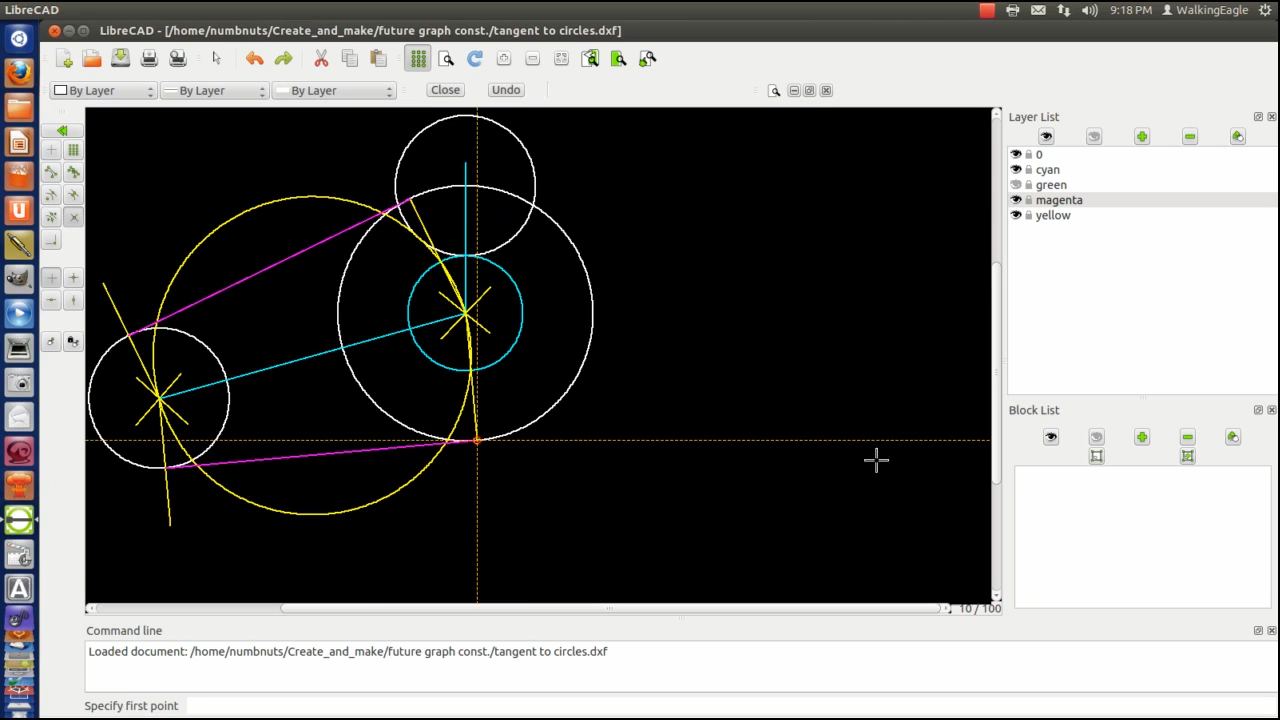 LibreCAD
9:18 PM
WalkingEagle
LibreCAD - [/home/numbnuts/Create_and_make/future graph const./tangent to circles.dxf]
By Layer
By Layer
By Layer
Close
Undo
Layer List
0
cyan
green
magenta
yellow
Block List
10 / 100
Command line
Loaded document: /home/numbnuts/Create_and_make/future graph const./tangent to circles.dxf
Specify first point